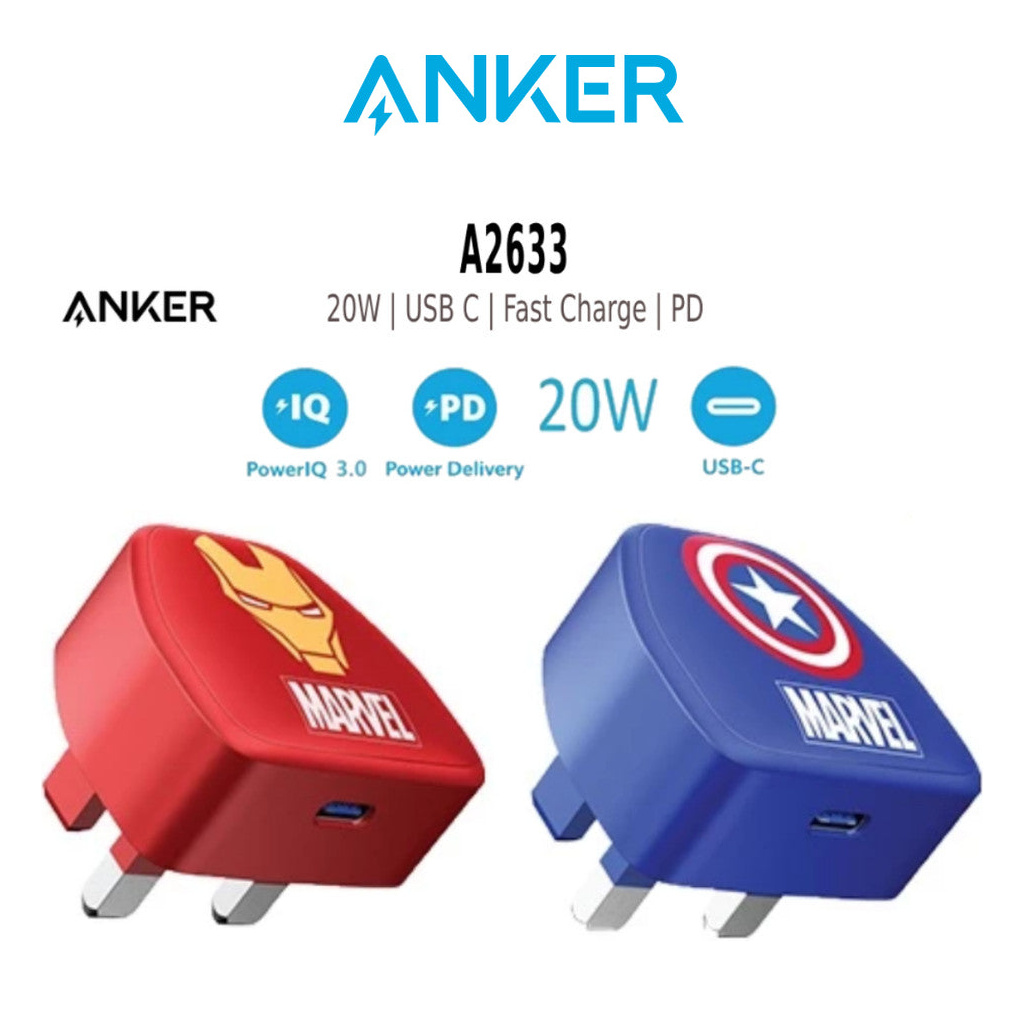 ANKER
A2633
ANKER
20W | USB C | Fast Charge | PD
IQ
PD
20W
PowerIQ 3.0
Power Delivery
USB-C
MARVEL
MARVEL